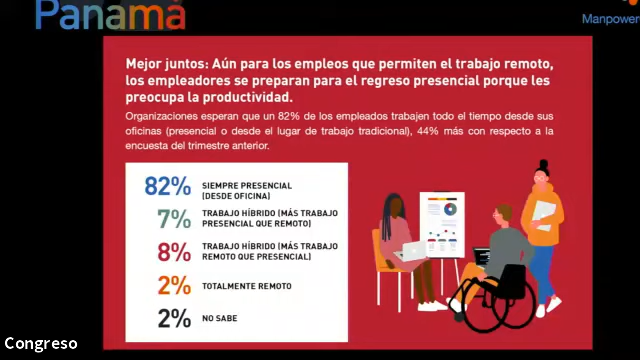 Panamá
Manpower
Mejor juntos: Aún para los empleos que permiten el trabajo remoto,
los empleadores se preparan para el regreso presencial porque les
preocupa la productividad.
Organizaciones esperan que un 82% de los empleados trabajen todo el tiempo desde sus
oficinas (presencial o desde el lugar de trabajo tradicional), 44% más con respecto a la
encuesta del trimestre anterior.
82% SIEMPRE PRESENCIAL
(DESDE OFICINA)
7% TRABAJO HÍBRIDO (MÁS TRABAJO
PRESENCIAL QUE REMOTO)
8% TRABAJO HÍBRIDO (MÁS TRABAJO
REMOTO QUE PRESENCIAL)
2% TOTALMENTE REMOTO
2% NO SABE
Congreso